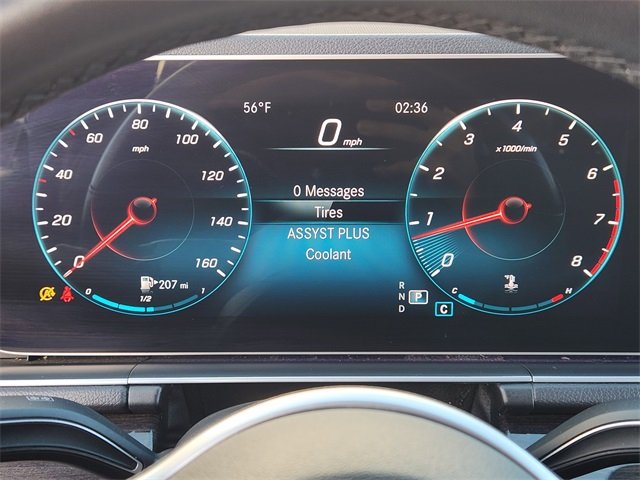 56°F
02:36
0 mph
0 Messages
Tires
ASSYST PLUS
Coolant
0
20
40
60
80
100
120
140
160
mph
207 mi
0
1/2
1
0
1
2
3
4
5
6
7
8
x1000/min
C
H
R
N P
D C